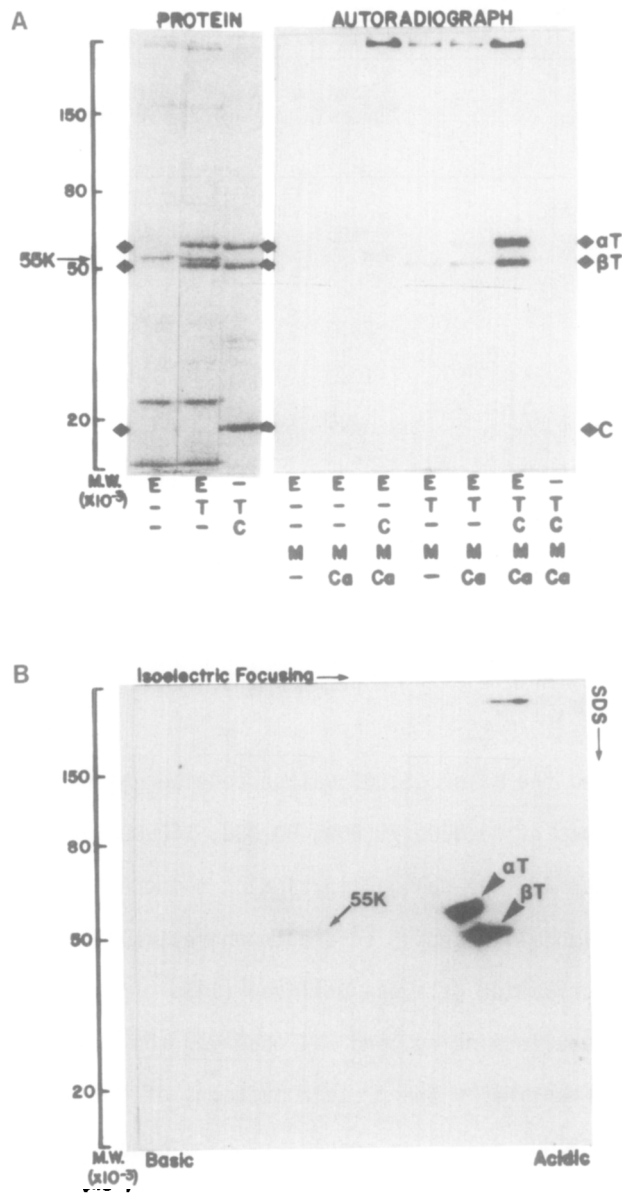 A
PROTEIN
AUTORADIOGRAPH
150
80
55K
50
20
αT
βT
C
M.W.
(x10-3)
E E - E E E E E E -
- T T - - - T T T T
- - C - - C - - C C
M M M M M M M
- Ca Ca - Ca Ca Ca
B
Isoelectric Focusing
SDS
150
80
αT
βT
55K
50
20
M.W.
(x10-3)
Basic
Acidic